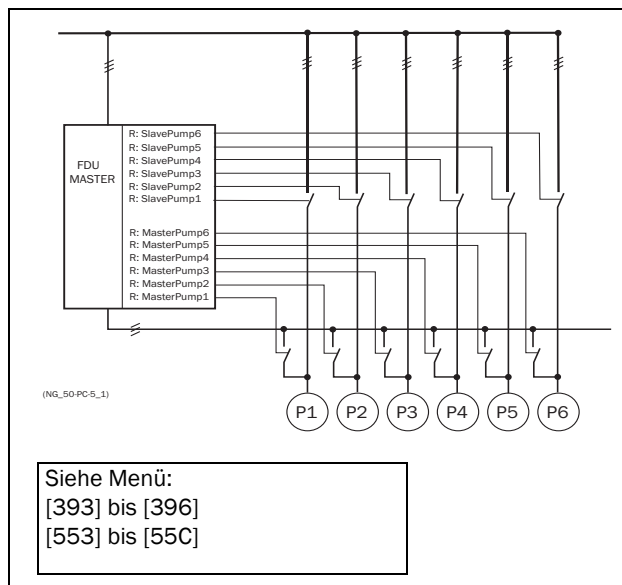 FDU
MASTER
R: SlavePump6
R: SlavePump5
R: SlavePump4
R: SlavePump3
R: SlavePump2
R: SlavePump1
R: MasterPump6
R: MasterPump5
R: MasterPump4
R: MasterPump3
R: MasterPump2
R: MasterPump1
(NG_50-PC-5_1)
P1 P2 P3 P4 P5 P6
Siehe Menü:
[393] bis [396]
[553] bis [55C]